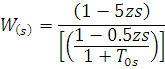 W₍ₛ₎ = (1 − 5zs) / [((1 − 0.5zs) / (1 + T₀ₛ))]